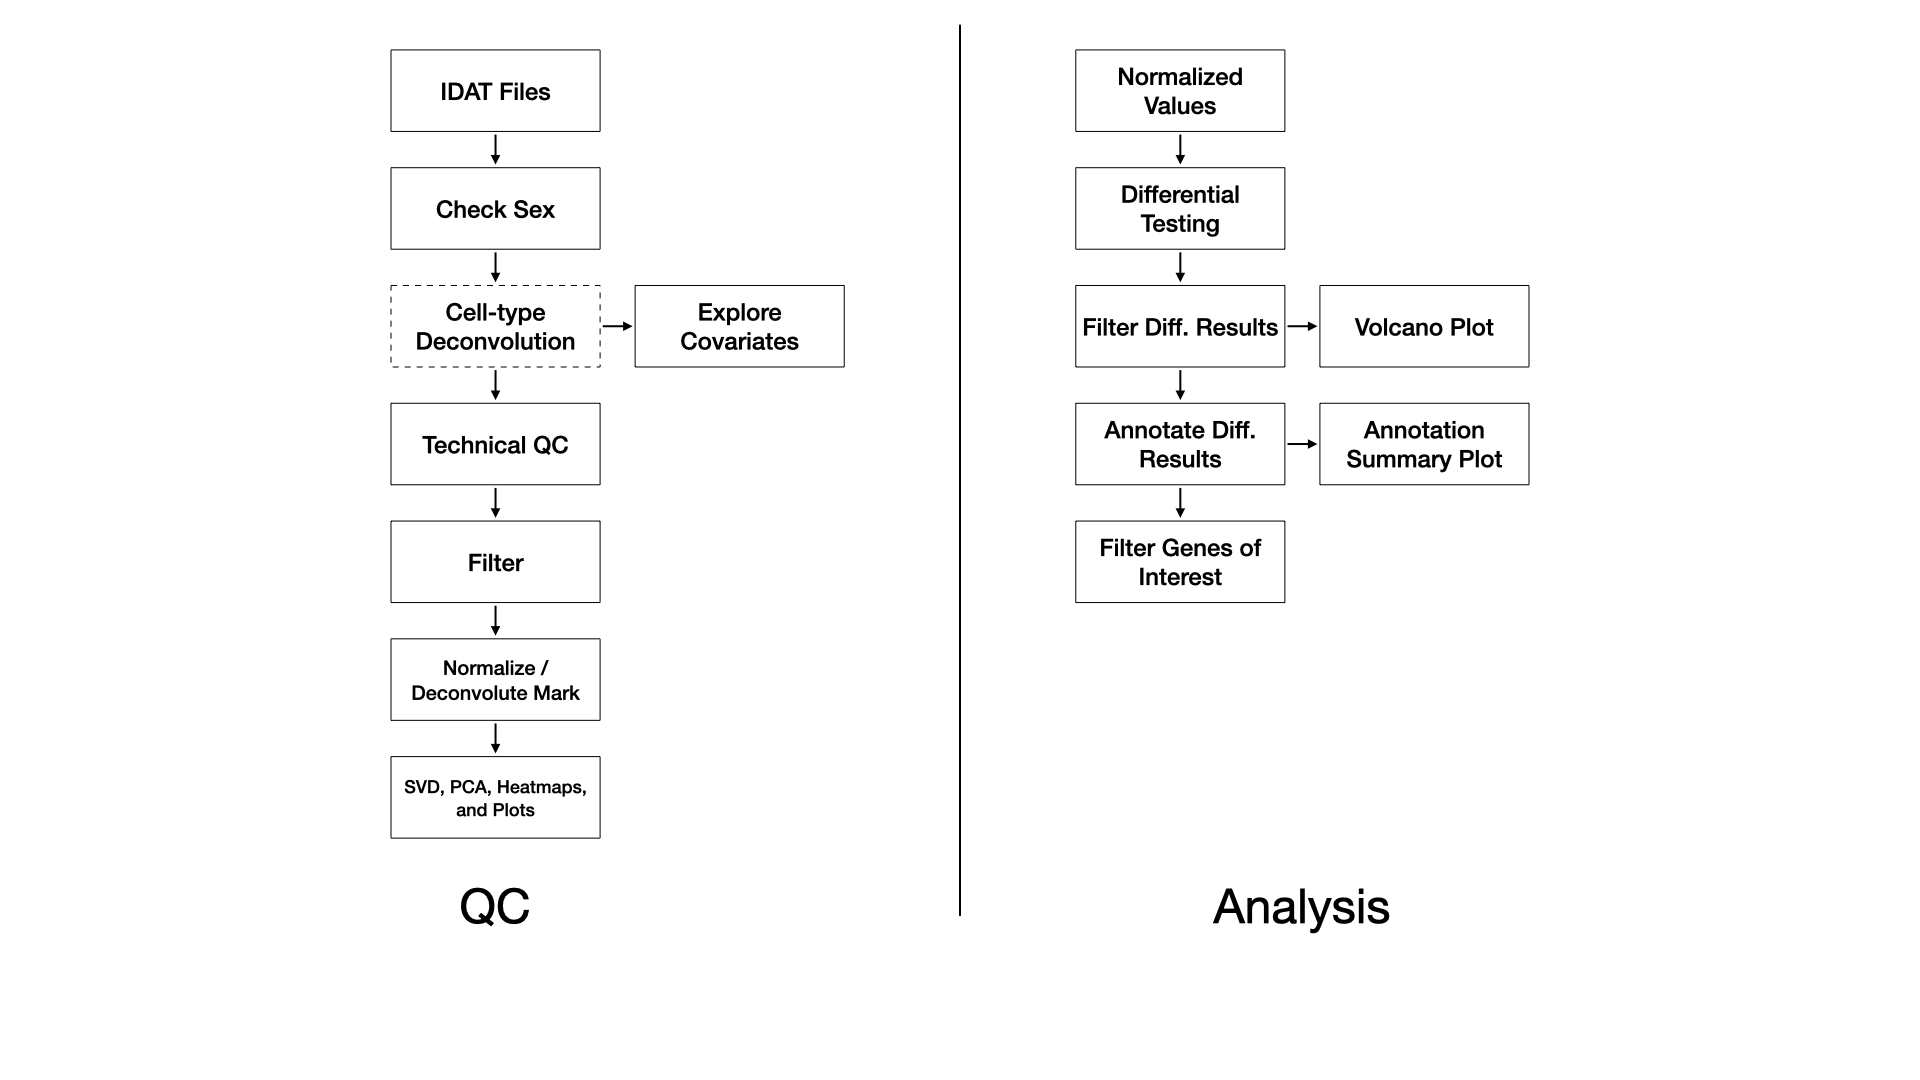 IDAT Files
Check Sex
Cell-type
Deconvolution
Explore
Covariates
Technical QC
Filter
Normalize /
Deconvolute Mark
SVD, PCA, Heatmaps,
and Plots
QC
Normalized
Values
Differential
Testing
Filter Diff. Results
Volcano Plot
Annotate Diff.
Results
Annotation
Summary Plot
Filter Genes of
Interest
Analysis